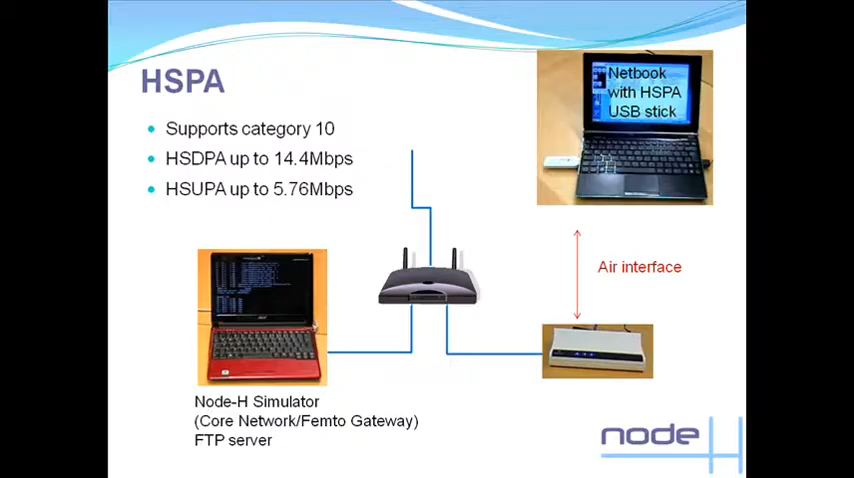 HSPA
Supports category 10
HSDPA up to 14.4Mbps
HSUPA up to 5.76Mbps
Netbook
with HSPA
USB stick
Air interface
Node-H Simulator
(Core Network/Femto Gateway)
FTP server
node H